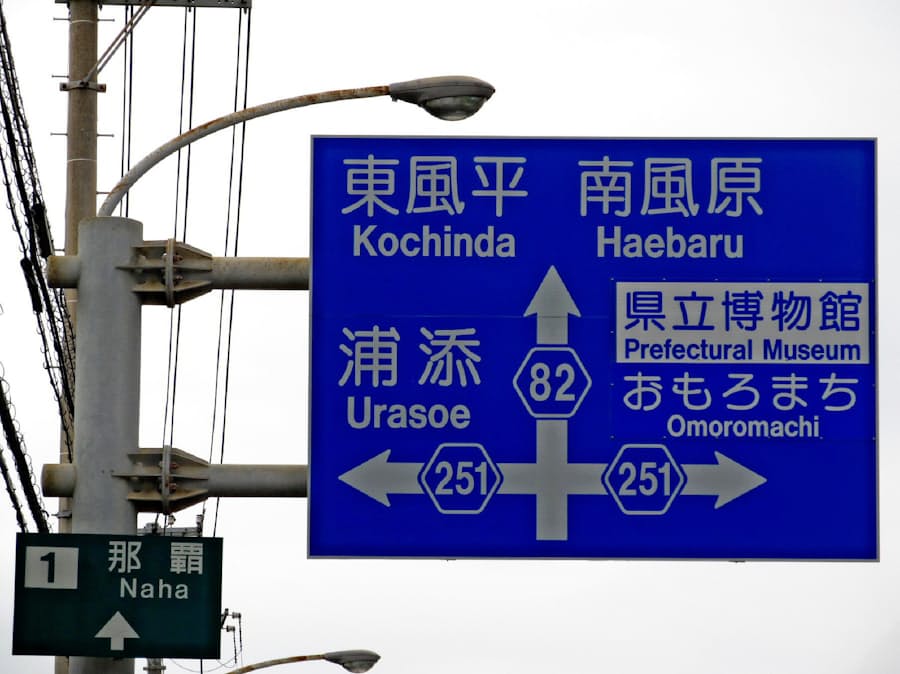 東風平 南風原
Kochinda Haebaru
県立博物館
Prefectural Museum
浦添
Urasoe
82
おもろまち
Omoromachi
251 251
1 那覇
Naha